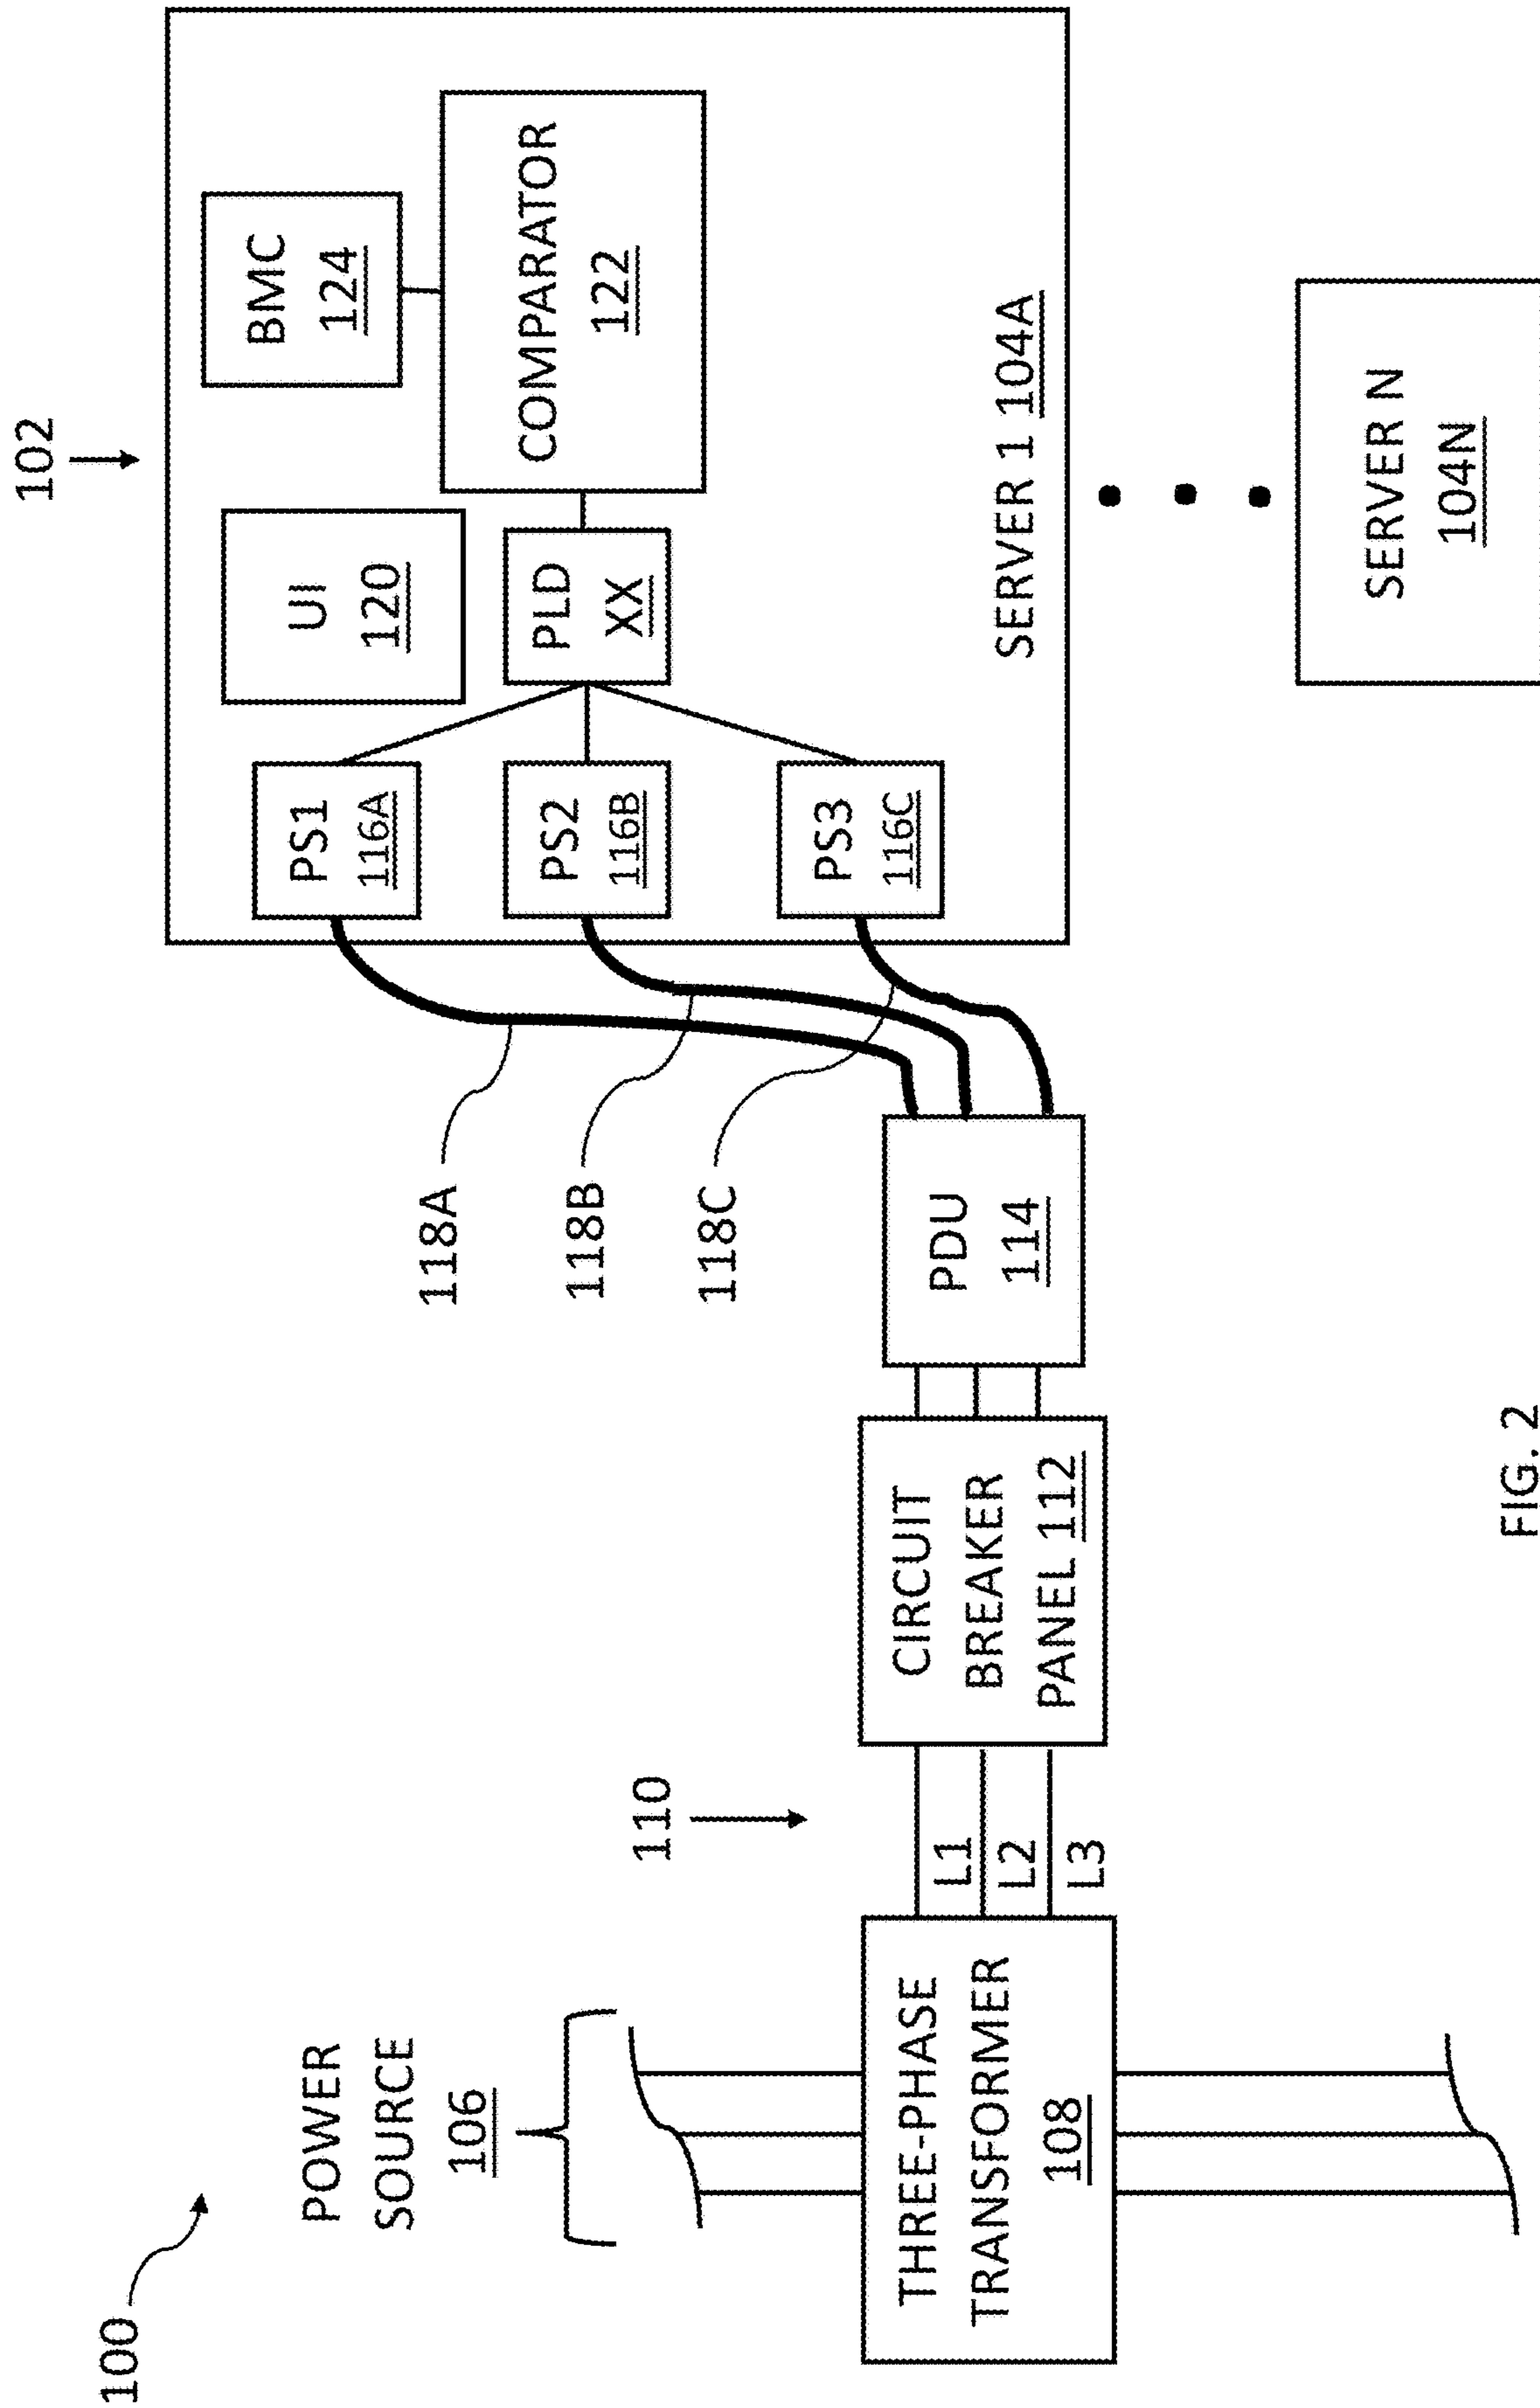 100
POWER
SOURCE
106
THREE-PHASE
TRANSFORMER
108
110
L1
L2
L3
CIRCUIT
BREAKER
PANEL 112
PDU
114
118A
118B
118C
102
PS1
116A
PS2
116B
PS3
116C
UI
120
PLD
XX
BMC
124
COMPARATOR
122
SERVER 1 104A
SERVER N
104N
FIG. 2